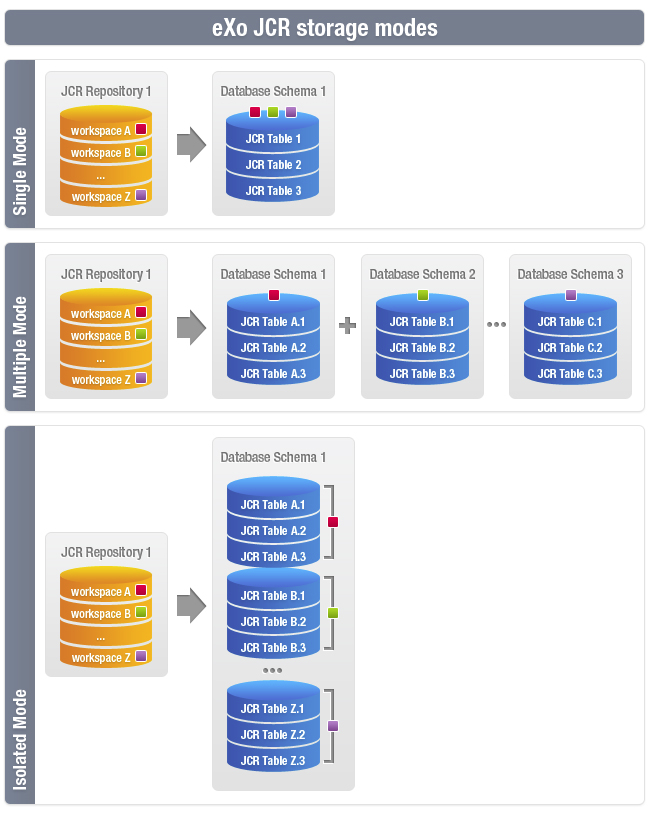 eXo JCR storage modes
Single Mode
JCR Repository 1
workspace A
workspace B
...
workspace Z
Database Schema 1
JCR Table 1
JCR Table 2
JCR Table 3
Multiple Mode
JCR Repository 1
workspace A
workspace B
...
workspace Z
Database Schema 1
JCR Table A.1
JCR Table A.2
JCR Table A.3
Database Schema 2
JCR Table B.1
JCR Table B.2
JCR Table B.3
Database Schema 3
JCR Table C.1
JCR Table C.2
JCR Table C.3
Isolated Mode
JCR Repository 1
workspace A
workspace B
...
workspace Z
Database Schema 1
JCR Table A.1
JCR Table A.2
JCR Table A.3
JCR Table B.1
JCR Table B.2
JCR Table B.3
JCR Table Z.1
JCR Table Z.2
JCR Table Z.3